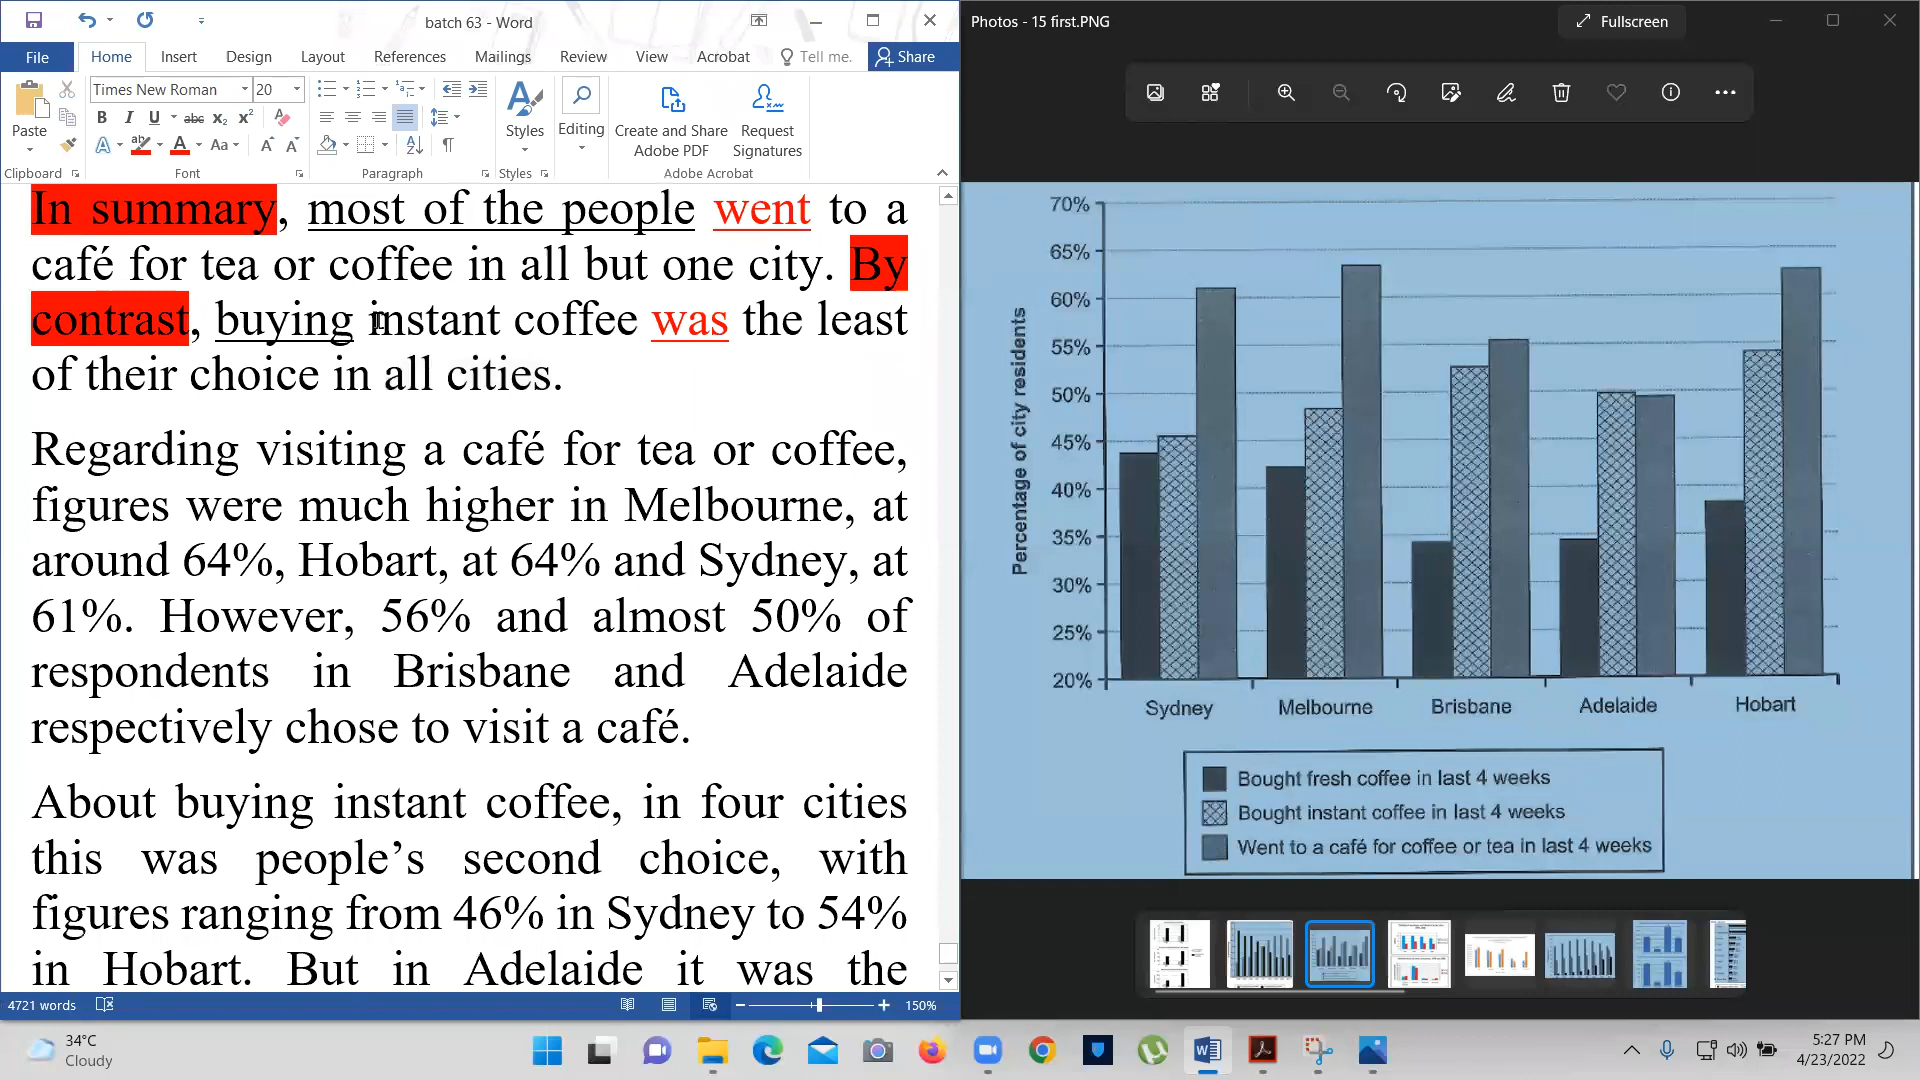 batch 63 - Word
File
Home
Insert
Design
Layout
References
Mailings
Review
View
Acrobat
Tell me.
Share
Times New Roman
20
Paste
Styles
Editing
Create and Share
Adobe PDF
Request
Signatures
Clipboard
Font
Paragraph
Styles
Adobe Acrobat
In summary, most of the people went to a
café for tea or coffee in all but one city. By
contrast, buying instant coffee was the least
of their choice in all cities.
Regarding visiting a café for tea or coffee,
figures were much higher in Melbourne, at
around 64%, Hobart, at 64% and Sydney, at
61%. However, 56% and almost 50% of
respondents in Brisbane and Adelaide
respectively chose to visit a café.
About buying instant coffee, in four cities
this was people’s second choice, with
figures ranging from 46% in Sydney to 54%
in Hobart. But in Adelaide it was the
4721 words
150%
Photos - 15 first.PNG
Fullscreen
Percentage of city residents
70%
65%
60%
55%
50%
45%
40%
35%
30%
25%
20%
Sydney
Melbourne
Brisbane
Adelaide
Hobart
Bought fresh coffee in last 4 weeks
Bought instant coffee in last 4 weeks
Went to a café for coffee or tea in last 4 weeks
34°C
Cloudy
5:27 PM
4/23/2022